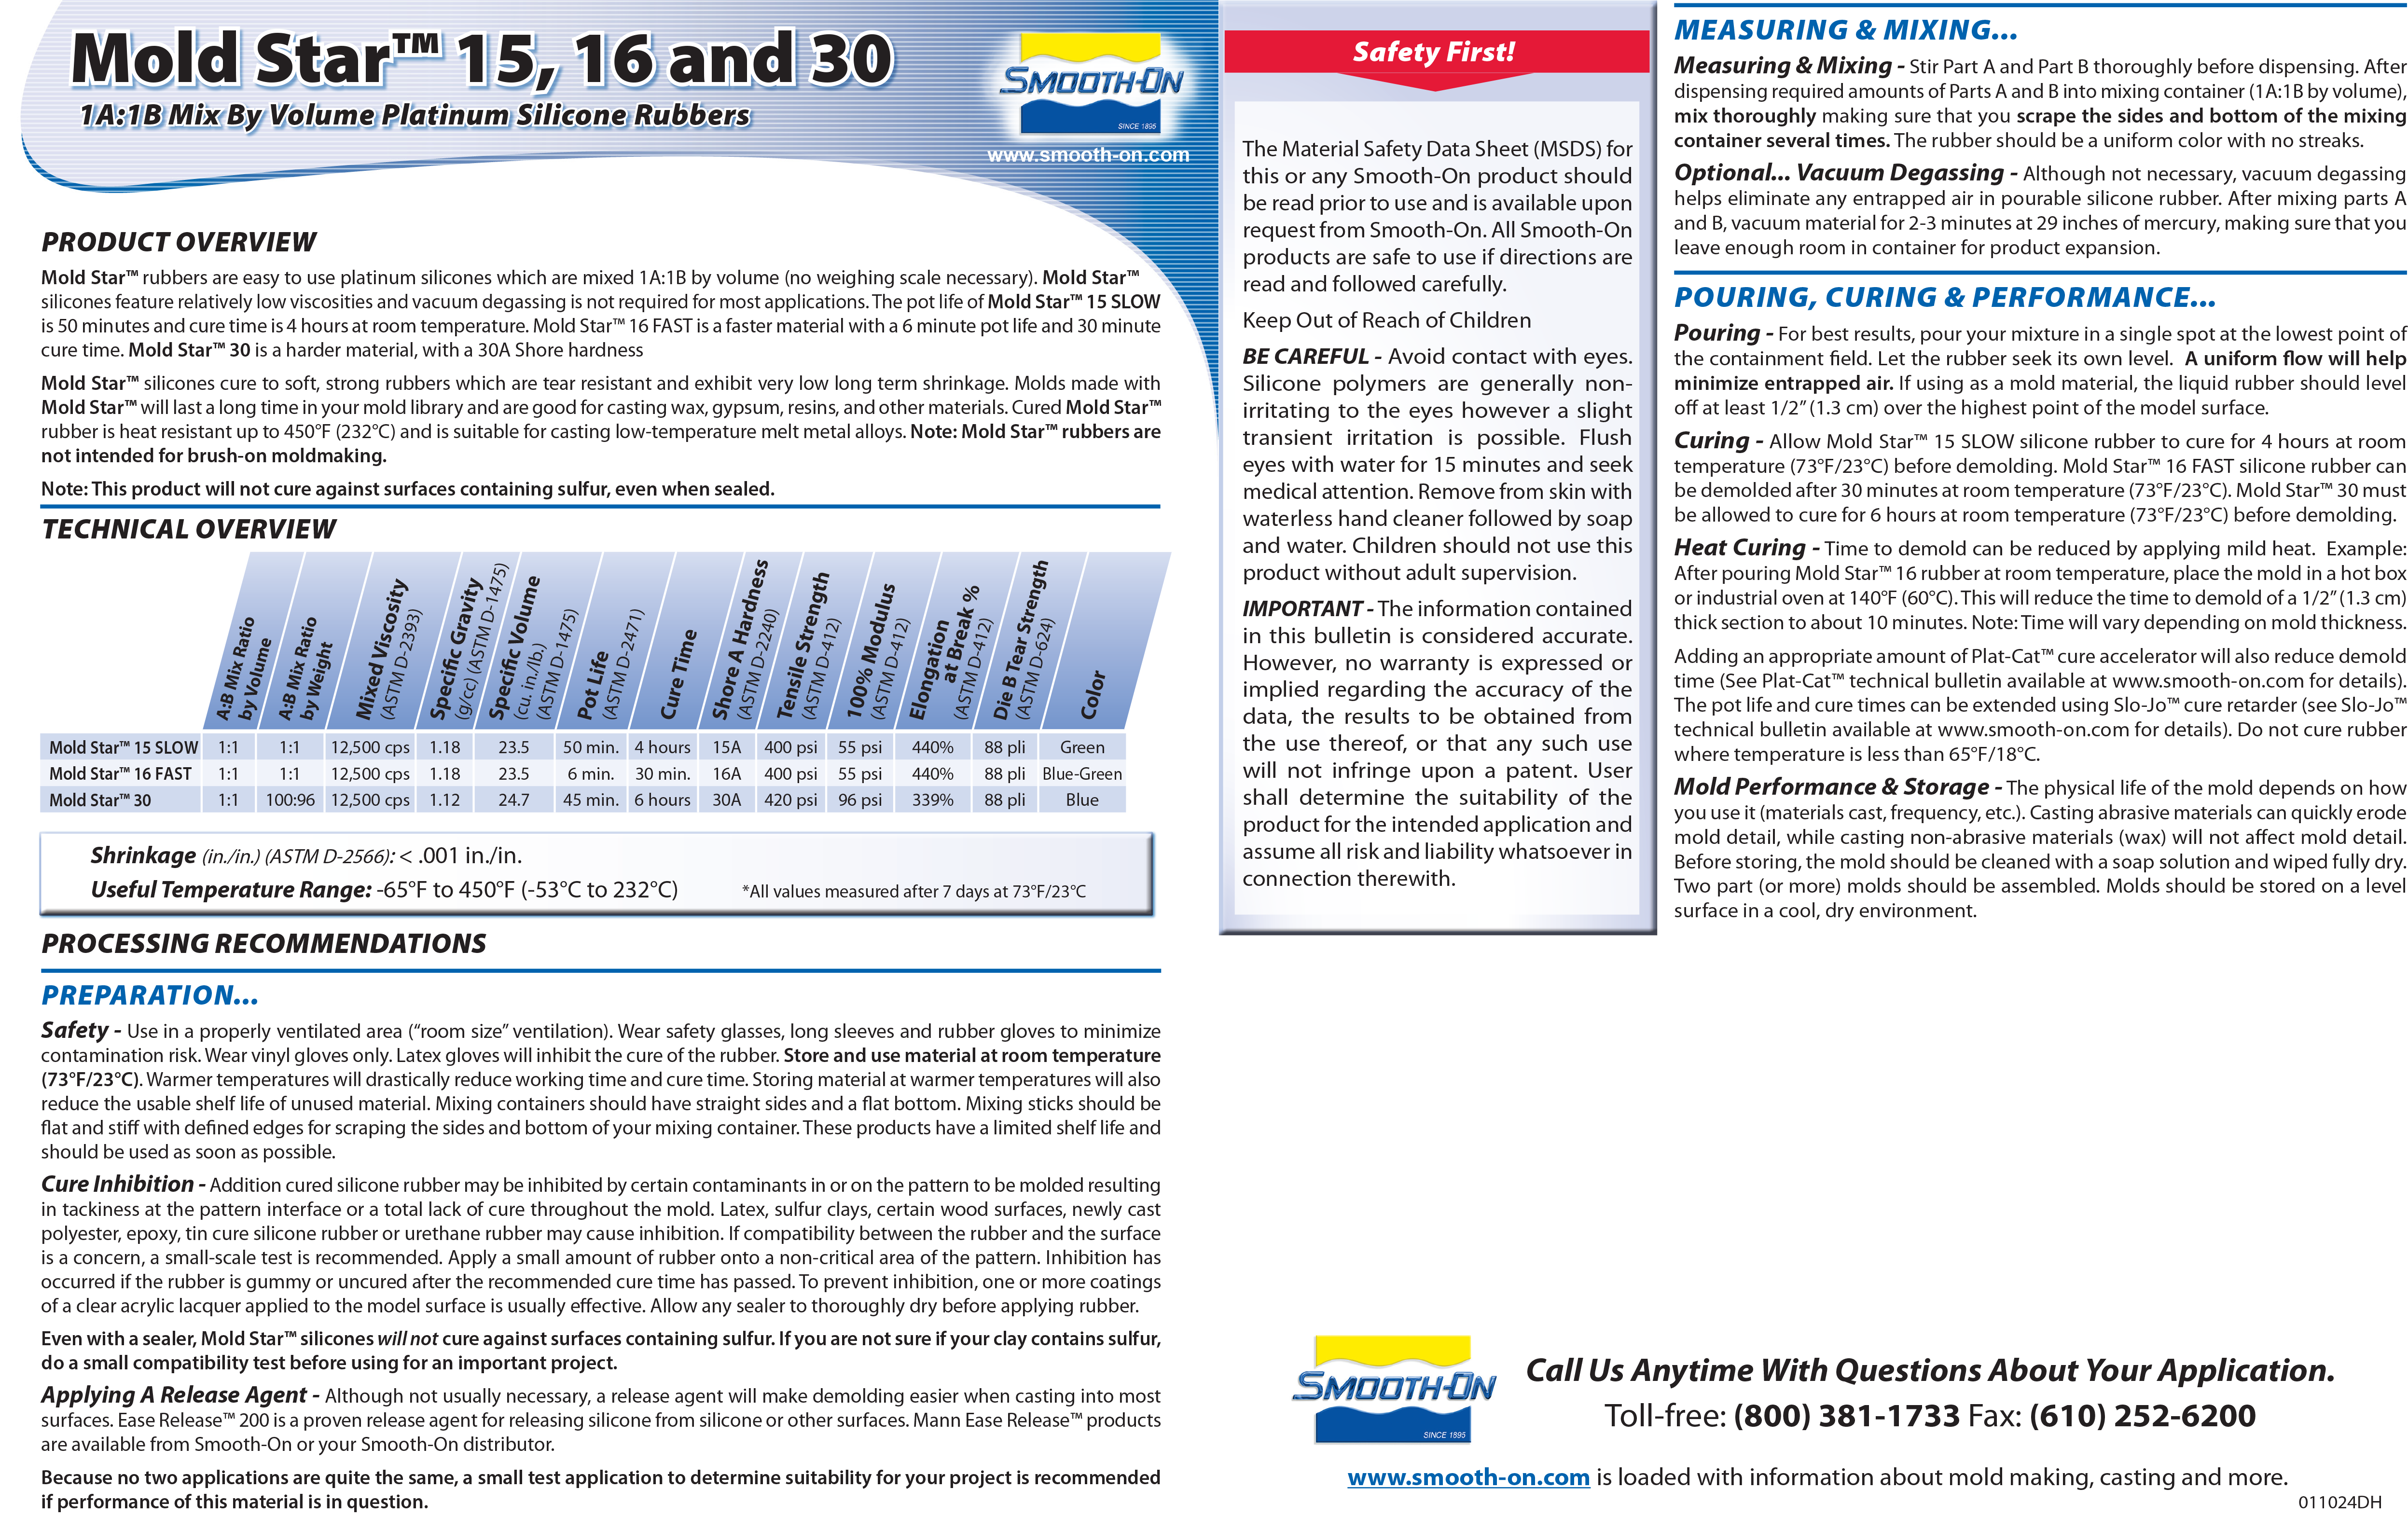 Mold Star™ 15, 16 and 30
1A:1B Mix By Volume Platinum Silicone Rubbers
SMOOTH-ON
SINCE 1895
www.smooth-on.com
PRODUCT OVERVIEW
Mold Star™ rubbers are easy to use platinum silicones which are mixed 1A:1B by volume (no weighing scale necessary). Mold Star™
silicones feature relatively low viscosities and vacuum degassing is not required for most applications. The pot life of Mold Star™ 15 SLOW
is 50 minutes and cure time is 4 hours at room temperature. Mold Star™ 16 FAST is a faster material with a 6 minute pot life and 30 minute
cure time. Mold Star™ 30 is a harder material, with a 30A Shore hardness
Mold Star™ silicones cure to soft, strong rubbers which are tear resistant and exhibit very low long term shrinkage. Molds made with
Mold Star™ will last a long time in your mold library and are good for casting wax, gypsum, resins, and other materials. Cured Mold Star™
rubber is heat resistant up to 450°F (232°C) and is suitable for casting low-temperature melt metal alloys. Note: Mold Star™ rubbers are
not intended for brush-on moldmaking.
Note: This product will not cure against surfaces containing sulfur, even when sealed.
TECHNICAL OVERVIEW
A:B Mix Ratio
by Volume
A:B Mix Ratio
by Weight
Mixed Viscosity
(ASTM D-2393)
Specific Gravity
(g/cc) (ASTM D-1475)
Specific Volume
(cu. in./lb.)
(ASTM D-1475)
Pot Life
(ASTM D-2471)
Cure Time
Shore A Hardness
(ASTM D-2240)
Tensile Strength
(ASTM D-412)
100% Modulus
(ASTM D-412)
Elongation
at Break %
(ASTM D-412)
Die B Tear Strength
(ASTM D-624)
Color
Mold Star™ 15 SLOW 1:1 1:1 12,500 cps 1.18 23.5 50 min. 4 hours 15A 400 psi 55 psi 440% 88 pli Green
Mold Star™ 16 FAST 1:1 1:1 12,500 cps 1.18 23.5 6 min. 30 min. 16A 400 psi 55 psi 440% 88 pli Blue-Green
Mold Star™ 30 1:1 100:96 12,500 cps 1.12 24.7 45 min. 6 hours 30A 420 psi 96 psi 339% 88 pli Blue
Shrinkage (in./in.) (ASTM D-2566): < .001 in./in.
Useful Temperature Range: -65°F to 450°F (-53°C to 232°C) *All values measured after 7 days at 73°F/23°C
PROCESSING RECOMMENDATIONS
PREPARATION...
Safety - Use in a properly ventilated area (“room size” ventilation). Wear safety glasses, long sleeves and rubber gloves to minimize
contamination risk. Wear vinyl gloves only. Latex gloves will inhibit the cure of the rubber. Store and use material at room temperature
(73°F/23°C). Warmer temperatures will drastically reduce working time and cure time. Storing material at warmer temperatures will also
reduce the usable shelf life of unused material. Mixing containers should have straight sides and a flat bottom. Mixing sticks should be
flat and stiff with defined edges for scraping the sides and bottom of your mixing container. These products have a limited shelf life and
should be used as soon as possible.
Cure Inhibition - Addition cured silicone rubber may be inhibited by certain contaminants in or on the pattern to be molded resulting
in tackiness at the pattern interface or a total lack of cure throughout the mold. Latex, sulfur clays, certain wood surfaces, newly cast
polyester, epoxy, tin cure silicone rubber or urethane rubber may cause inhibition. If compatibility between the rubber and the surface
is a concern, a small-scale test is recommended. Apply a small amount of rubber onto a non-critical area of the pattern. Inhibition has
occurred if the rubber is gummy or uncured after the recommended cure time has passed. To prevent inhibition, one or more coatings
of a clear acrylic lacquer applied to the model surface is usually effective. Allow any sealer to thoroughly dry before applying rubber.
Even with a sealer, Mold Star™ silicones will not cure against surfaces containing sulfur. If you are not sure if your clay contains sulfur,
do a small compatibility test before using for an important project.
Applying A Release Agent - Although not usually necessary, a release agent will make demolding easier when casting into most
surfaces. Ease Release™ 200 is a proven release agent for releasing silicone from silicone or other surfaces. Mann Ease Release™ products
are available from Smooth-On or your Smooth-On distributor.
Because no two applications are quite the same, a small test application to determine suitability for your project is recommended
if performance of this material is in question.
Safety First!
The Material Safety Data Sheet (MSDS) for
this or any Smooth-On product should
be read prior to use and is available upon
request from Smooth-On. All Smooth-On
products are safe to use if directions are
read and followed carefully.
Keep Out of Reach of Children
BE CAREFUL - Avoid contact with eyes.
Silicone polymers are generally non-
irritating to the eyes however a slight
transient irritation is possible. Flush
eyes with water for 15 minutes and seek
medical attention. Remove from skin with
waterless hand cleaner followed by soap
and water. Children should not use this
product without adult supervision.
IMPORTANT - The information contained
in this bulletin is considered accurate.
However, no warranty is expressed or
implied regarding the accuracy of the
data, the results to be obtained from
the use thereof, or that any such use
will not infringe upon a patent. User
shall determine the suitability of the
product for the intended application and
assume all risk and liability whatsoever in
connection therewith.
MEASURING & MIXING...
Measuring & Mixing - Stir Part A and Part B thoroughly before dispensing. After
dispensing required amounts of Parts A and B into mixing container (1A:1B by volume),
mix thoroughly making sure that you scrape the sides and bottom of the mixing
container several times. The rubber should be a uniform color with no streaks.
Optional... Vacuum Degassing - Although not necessary, vacuum degassing
helps eliminate any entrapped air in pourable silicone rubber. After mixing parts A
and B, vacuum material for 2-3 minutes at 29 inches of mercury, making sure that you
leave enough room in container for product expansion.
POURING, CURING & PERFORMANCE...
Pouring - For best results, pour your mixture in a single spot at the lowest point of
the containment field. Let the rubber seek its own level. A uniform flow will help
minimize entrapped air. If using as a mold material, the liquid rubber should level
off at least 1/2” (1.3 cm) over the highest point of the model surface.
Curing - Allow Mold Star™ 15 SLOW silicone rubber to cure for 4 hours at room
temperature (73°F/23°C) before demolding. Mold Star™ 16 FAST silicone rubber can
be demolded after 30 minutes at room temperature (73°F/23°C). Mold Star™ 30 must
be allowed to cure for 6 hours at room temperature (73°F/23°C) before demolding.
Heat Curing - Time to demold can be reduced by applying mild heat. Example:
After pouring Mold Star™ 16 rubber at room temperature, place the mold in a hot box
or industrial oven at 140°F (60°C). This will reduce the time to demold of a 1/2” (1.3 cm)
thick section to about 10 minutes. Note: Time will vary depending on mold thickness.
Adding an appropriate amount of Plat-Cat™ cure accelerator will also reduce demold
time (See Plat-Cat™ technical bulletin available at www.smooth-on.com for details).
The pot life and cure times can be extended using Slo-Jo™ cure retarder (see Slo-Jo™
technical bulletin available at www.smooth-on.com for details). Do not cure rubber
where temperature is less than 65°F/18°C.
Mold Performance & Storage - The physical life of the mold depends on how
you use it (materials cast, frequency, etc.). Casting abrasive materials can quickly erode
mold detail, while casting non-abrasive materials (wax) will not affect mold detail.
Before storing, the mold should be cleaned with a soap solution and wiped fully dry.
Two part (or more) molds should be assembled. Molds should be stored on a level
surface in a cool, dry environment.
SMOOTH-ON
SINCE 1895
Call Us Anytime With Questions About Your Application.
Toll-free: (800) 381-1733 Fax: (610) 252-6200
www.smooth-on.com is loaded with information about mold making, casting and more.
011024DH